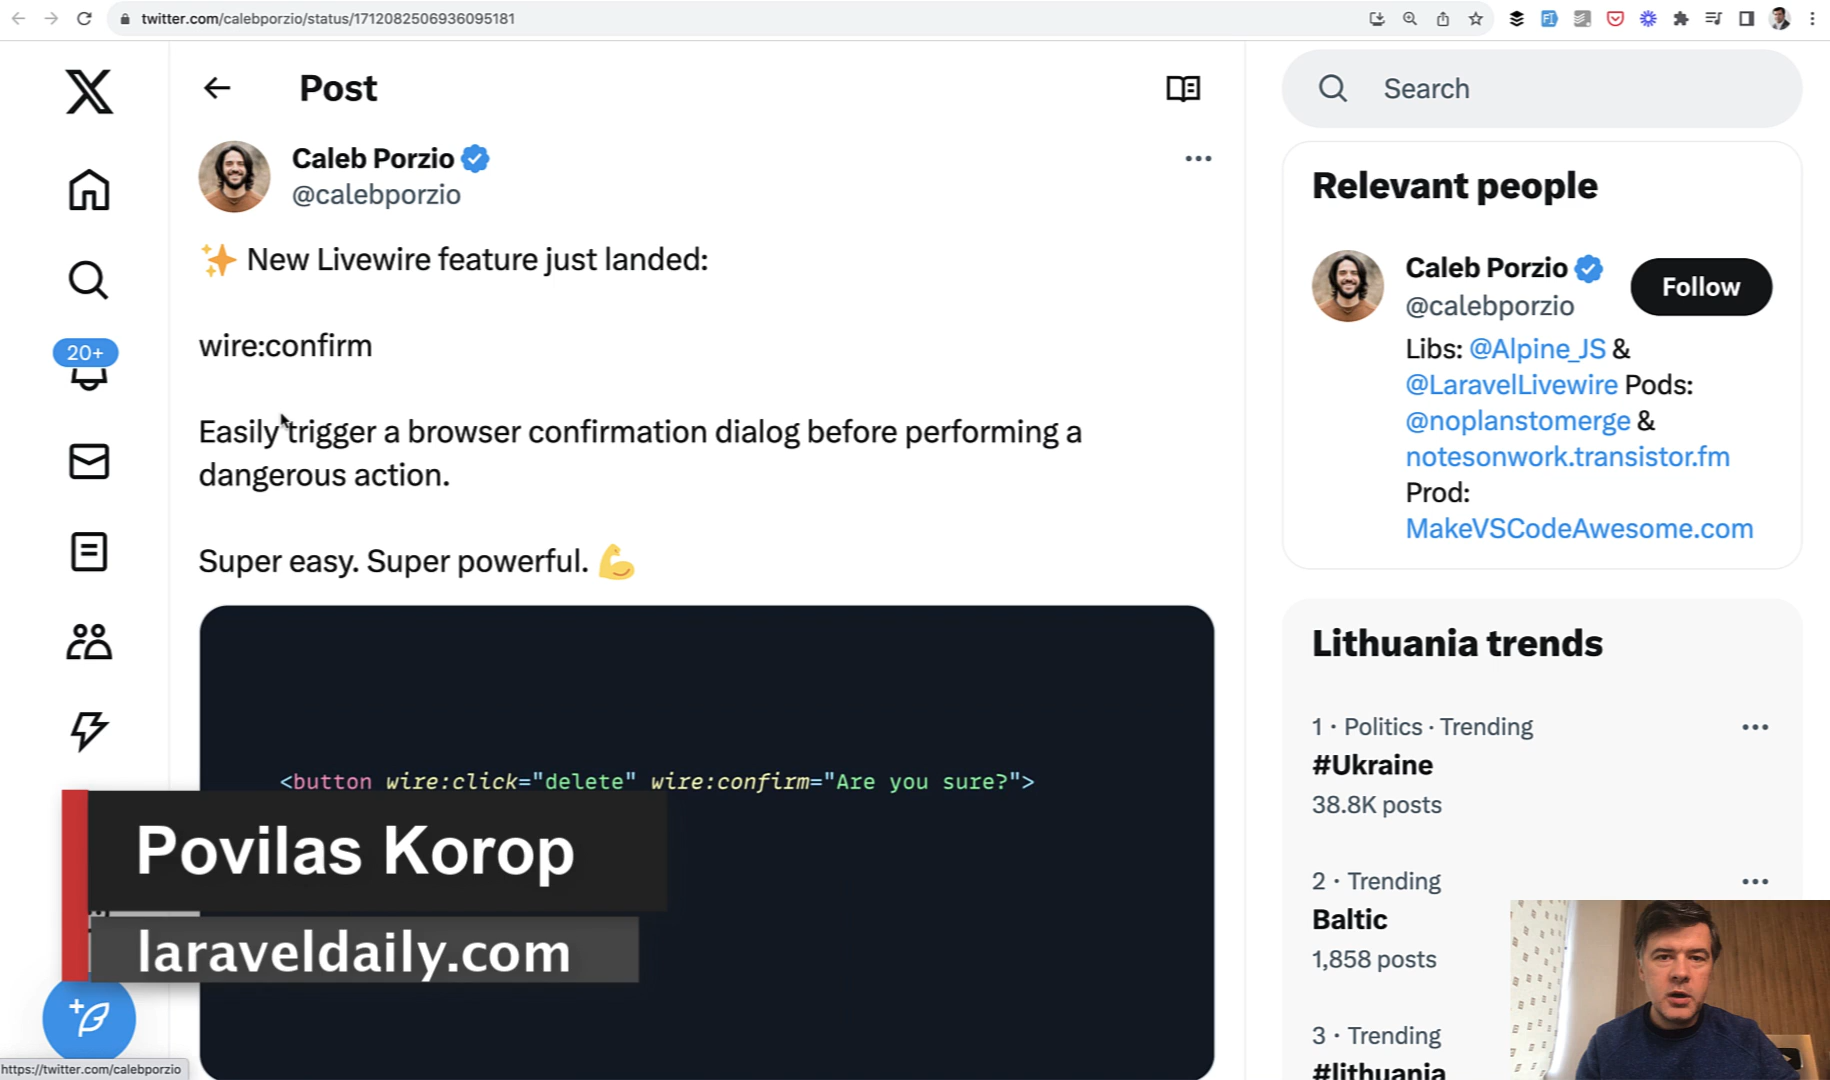 twitter.com/calebporzio/status/1712082506936095181
Post
Search
Caleb Porzio
@calebporzio
✨ New Livewire feature just landed:
wire:confirm
Easily trigger a browser confirmation dialog before performing a
dangerous action.
Super easy. Super powerful. 💪
<button wire:click="delete" wire:confirm="Are you sure?">
20+
Relevant people
Caleb Porzio
@calebporzio
Follow
Libs: @Alpine_JS &
@LaravelLivewire Pods:
@noplanstomerge &
notesonwork.transistor.fm
Prod:
MakeVSCodeAwesome.com
Lithuania trends
1 · Politics · Trending
#Ukraine
38.8K posts
2 · Trending
Baltic
1,858 posts
3 · Trending
#lithuania
Povilas Korop
laraveldaily.com
https://twitter.com/calebporzio